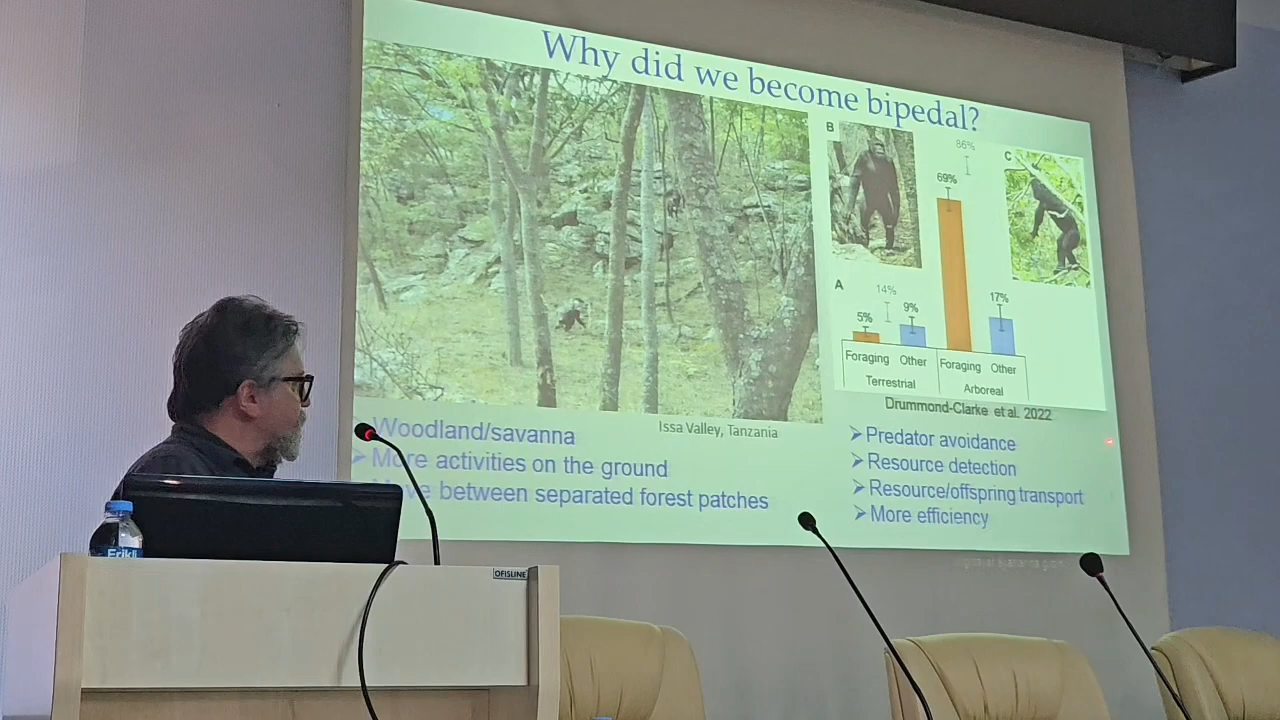 Why did we become bipedal?
B
86%
C
69%
A
14%
5%
9%
17%
Foraging Other Foraging Other
Terrestrial Arboreal
Drummond-Clarke et al. 2022
Issa Valley, Tanzania
Woodland/savanna
More activities on the ground
Move between separated forest patches
Predator avoidance
Resource detection
Resource/offspring transport
More efficiency
Erikli
OFISLINE